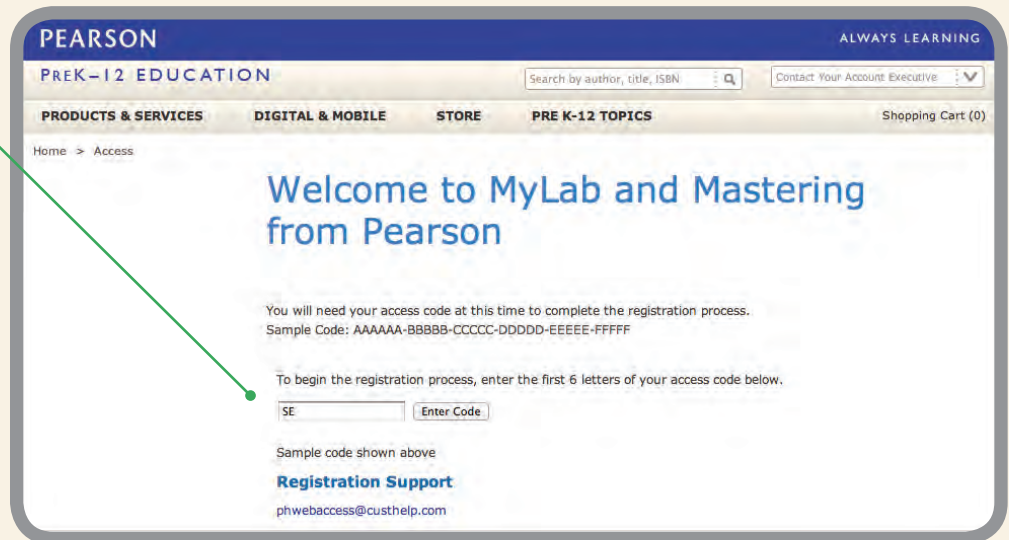 PEARSON
ALWAYS LEARNING
PREK–12 EDUCATION
Search by author, title, ISBN
Contact Your Account Executive
PRODUCTS & SERVICES
DIGITAL & MOBILE
STORE
PRE K-12 TOPICS
Shopping Cart (0)
Home > Access
Welcome to MyLab and Mastering
from Pearson
You will need your access code at this time to complete the registration process.
Sample Code: AAAAAA-BBBBB-CCCCC-DDDDD-EEEEE-FFFFF
To begin the registration process, enter the first 6 letters of your access code below.
SE
Enter Code
Sample code shown above
Registration Support
phwebaccess@custhelp.com